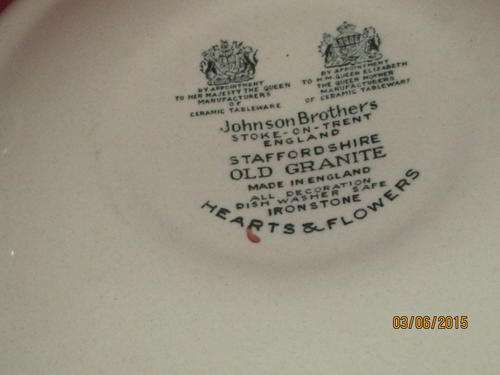 BY APPOINTMENT
TO HER MAJESTY THE QUEEN
MANUFACTURERS
OF
CERAMIC TABLEWARE
BY APPOINTMENT
TO H.M. QUEEN ELIZABETH
THE QUEEN MOTHER
MANUFACTURERS
OF CERAMIC TABLEWARE
Johnson Brothers
STOKE-ON-TRENT
ENGLAND
STAFFORDSHIRE
OLD GRANITE
MADE IN ENGLAND
ALL DECORATION
DISH WASHER SAFE
IRONSTONE
HEARTS & FLOWERS
03/06/2015